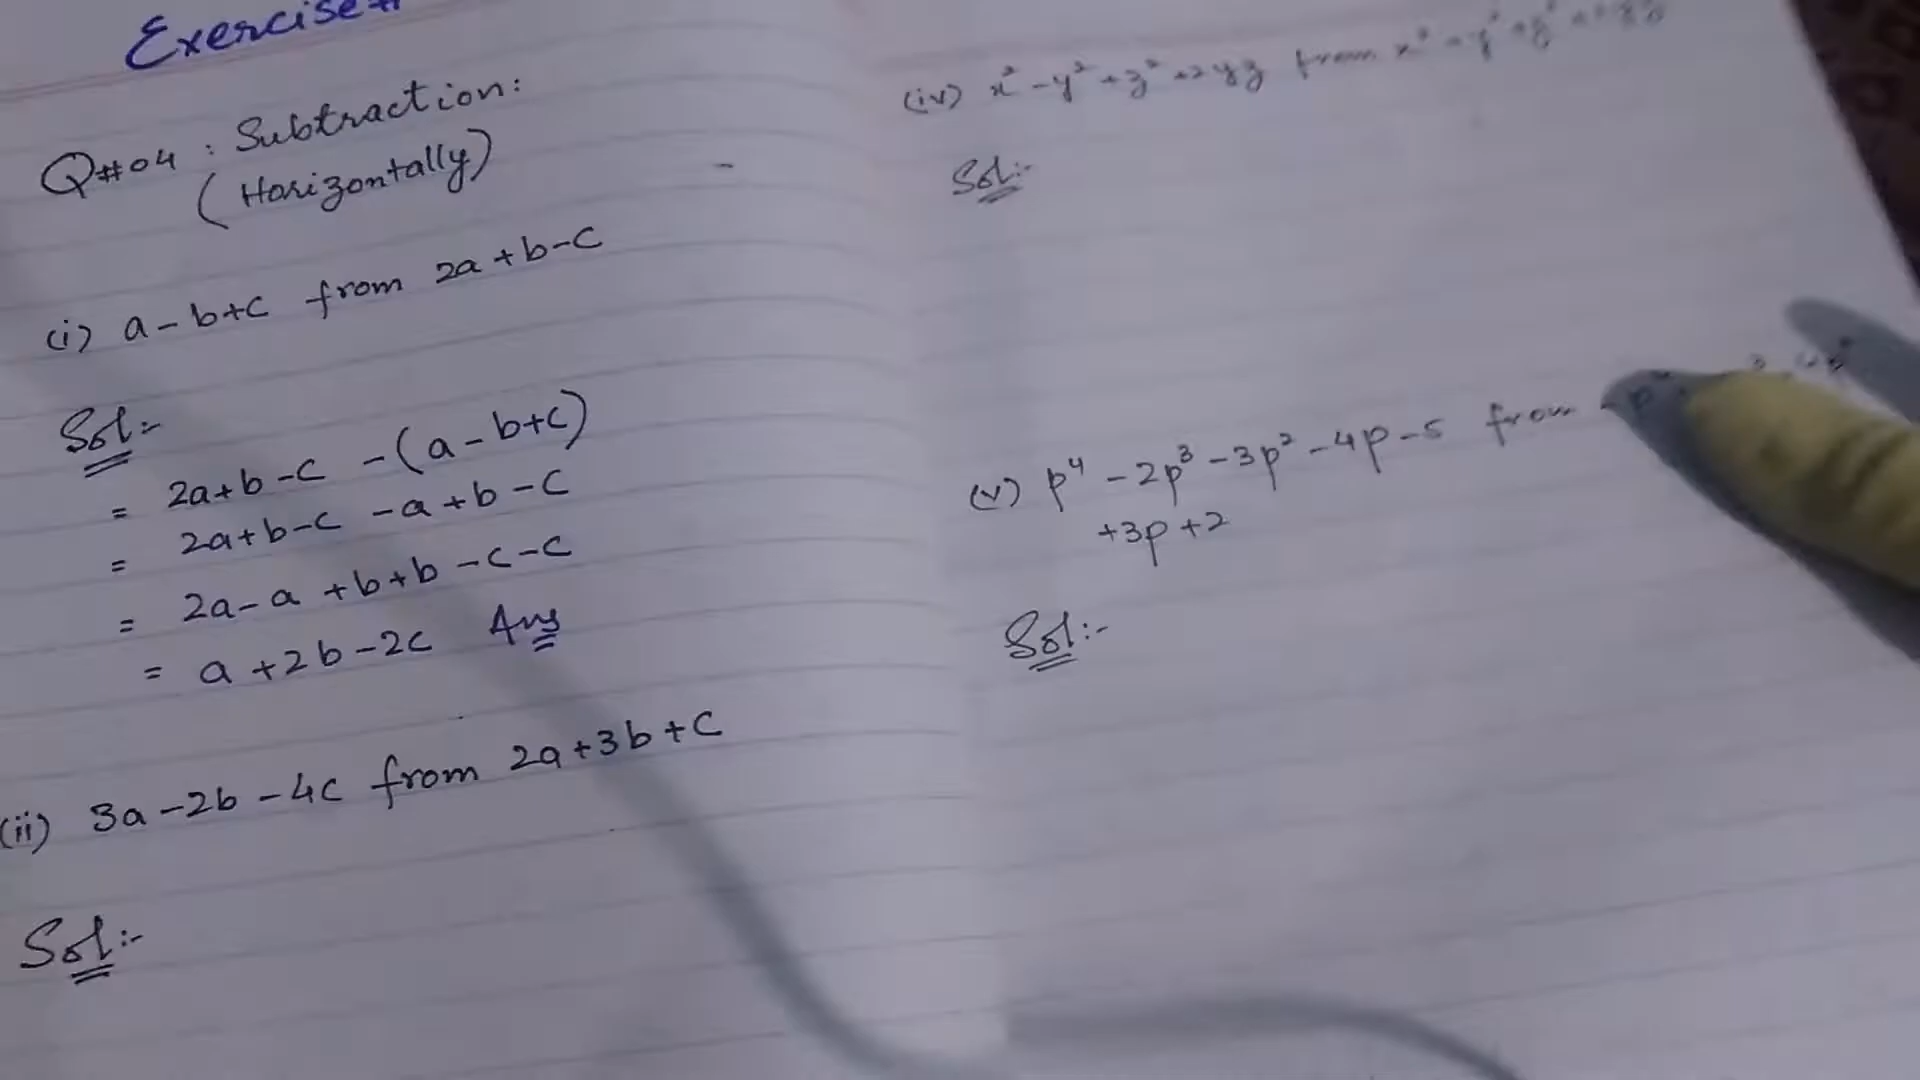 Exercise
Q#04 : Subtraction:
(Horizontally)
(i) a - b+c from 2a +b-c
Sol:-
= 2a+b-c -(a-b+c)
= 2a+b-c -a+b-c
= 2a-a +b+b -c-c
= a+2b-2c Ans
(ii) 3a-2b-4c from 2a+3b+c
Sol:-
(iv) x² - y² + z² +2yz from x²
Sol:-
(v) p⁴ - 2p³ - 3p² - 4p - 5 from
+3p +2
Sol:-